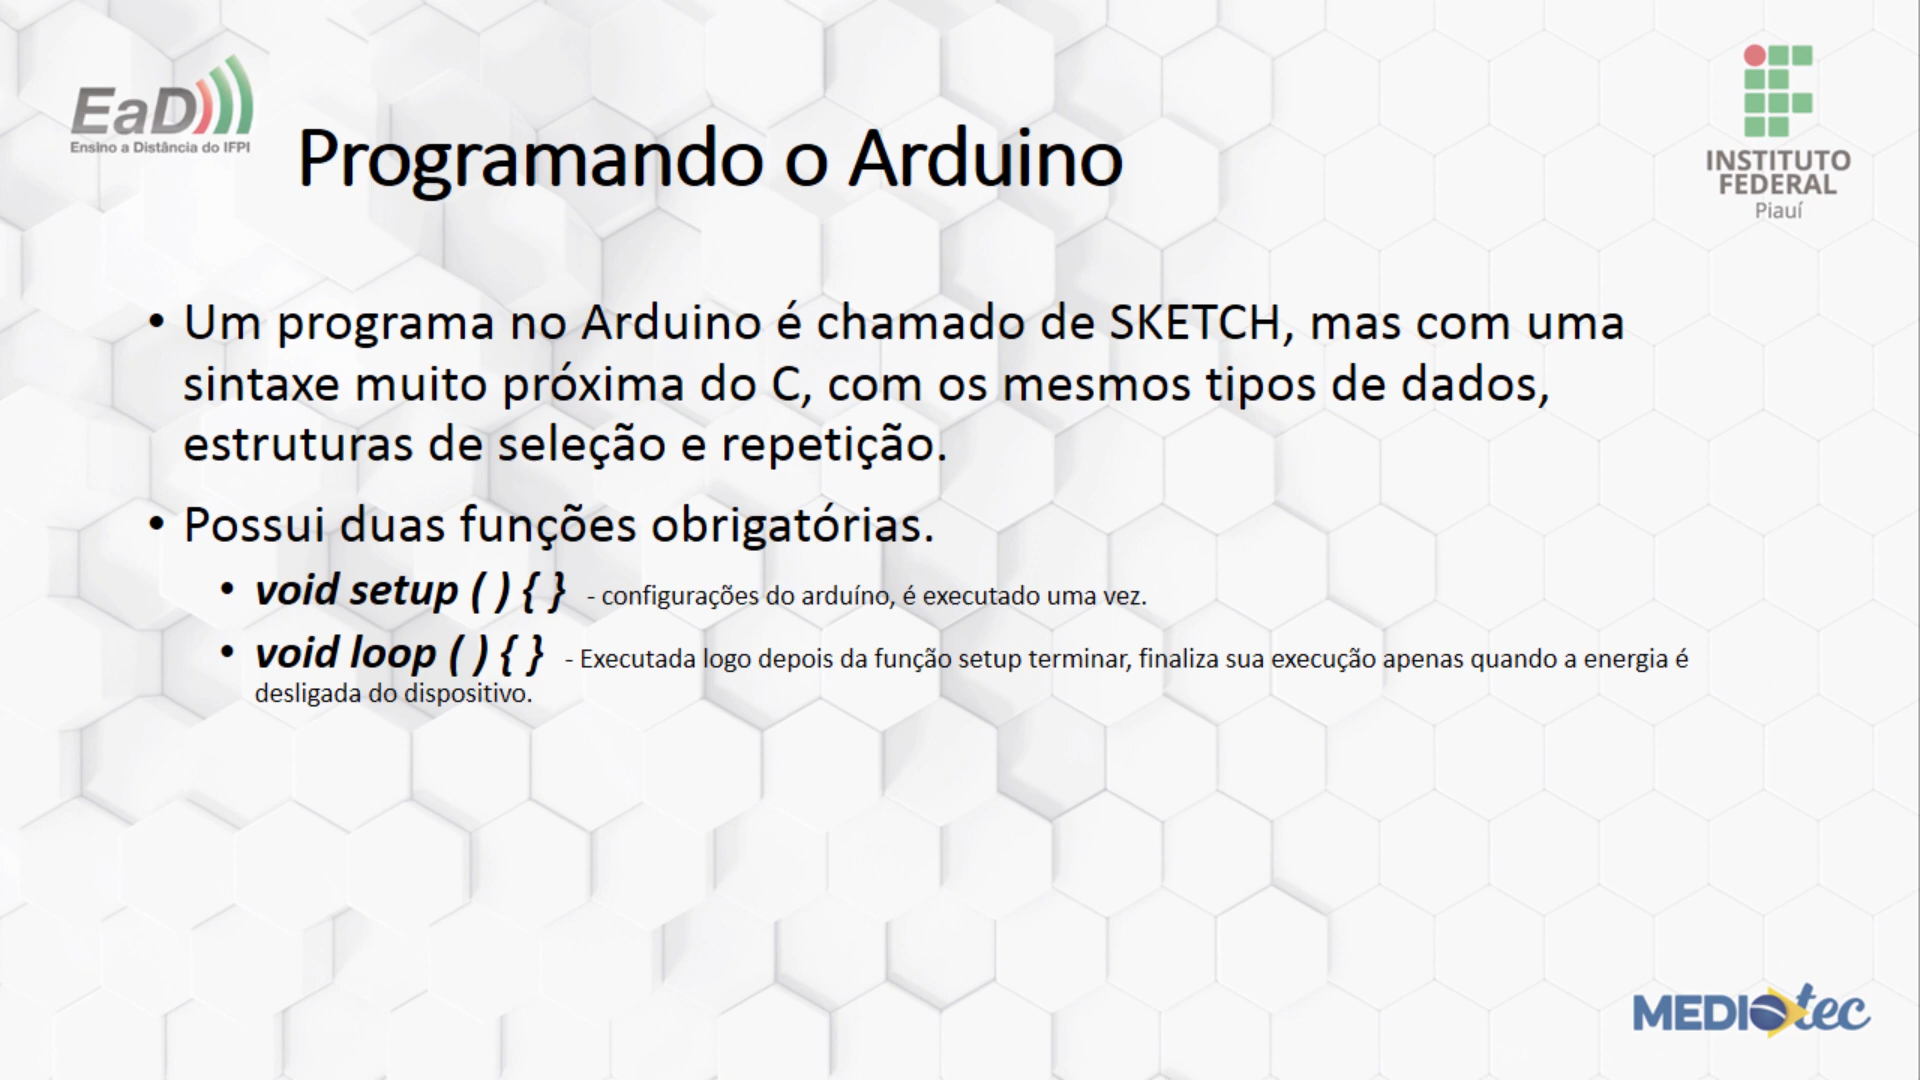 EaD
Ensino a Distância do IFPI
Programando o Arduino
INSTITUTO
FEDERAL
Piauí
• Um programa no Arduino é chamado de SKETCH, mas com uma
sintaxe muito próxima do C, com os mesmos tipos de dados,
estruturas de seleção e repetição.
• Possui duas funções obrigatórias.
• void setup ( ) { } - configurações do arduíno, é executado uma vez.
• void loop ( ) { } - Executada logo depois da função setup terminar, finaliza sua execução apenas quando a energia é
desligada do dispositivo.
MEDIOtec